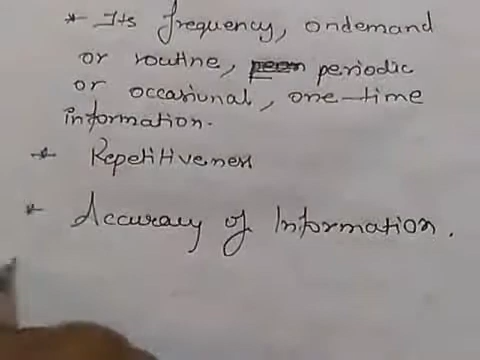 * Its frequency, ondemand
or routine, periodic
or occasional, one-time
information.
* Repetitiveness
* Accuracy of Information.